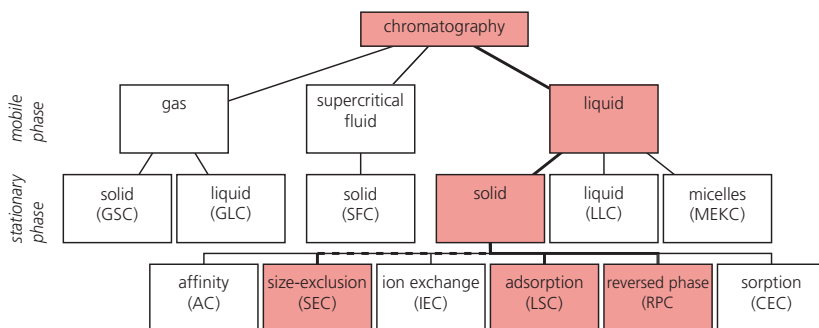 chromatography
mobile
phase
gas
supercritical
fluid
liquid
stationary
phase
solid
(GSC)
liquid
(GLC)
solid
(SFC)
solid
liquid
(LLC)
micelles
(MEKC)
affinity
(AC)
size-exclusion
(SEC)
ion exchange
(IEC)
adsorption
(LSC)
reversed phase
(RPC
sorption
(CEC)